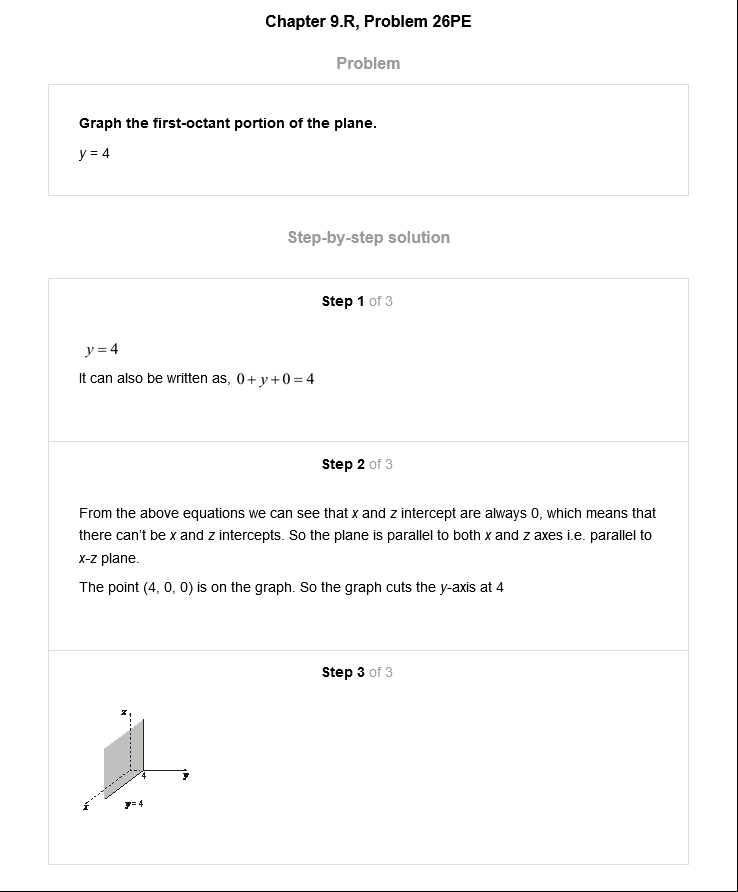 Chapter 9.R, Problem 26PE
Problem
Graph the first-octant portion of the plane.
y = 4
Step-by-step solution
Step 1 of 3
y = 4
It can also be written as, 0 + y + 0 = 4
Step 2 of 3
From the above equations we can see that x and z intercept are always 0, which means that
there can't be x and z intercepts. So the plane is parallel to both x and z axes i.e. parallel to
x-z plane.
The point (4, 0, 0) is on the graph. So the graph cuts the y-axis at 4
Step 3 of 3
z
4
y
x
y= 4